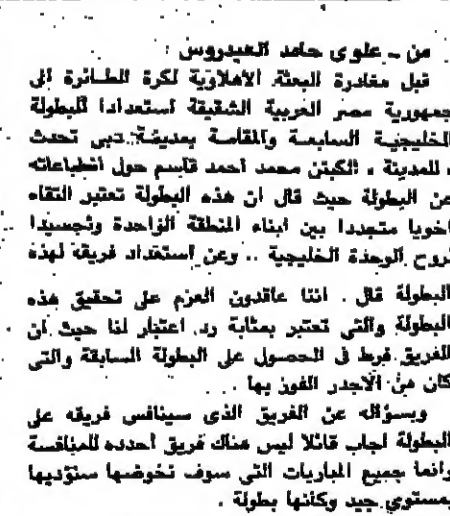 من ـ علوي حامد العيدروس :
قبل مغادرة البعثة الأهلاوية لكرة الطائرة الى
جمهورية مصر العربية الشقيقة استعدادا للبطولة
الخليجية السابعة والمقامة بمدينة دبي تحدث
« للمدينة » الكبتن محمد احمد قاسم حول انطباعاته
عن البطولة حيث قال ان هذه البطولة تعتبر التقاء
اخويا متجددا بين ابناء المنطقة الواحدة وتجسيدا
لروح الوحدة الخليجية .. وعن استعداد فريقه لهذه
البطولة قال . اننا عاقدون العزم على تحقيق هذه
البطولة والتي تعتبر بمثابة رد اعتبار لنا حيث ان
الفريق فرط في الحصول على البطولة السابقة والتي
كان من الاجدر الفوز بها . .
وبسؤاله عن الفريق الذي سينافس فريقه على
البطولة اجاب قائلا ليس هناك فريق احدده للمنافسة
وانما جميع المباريات التي سوف نخوضها سنؤديها
بمستوي جيد وكأنها بطولة .